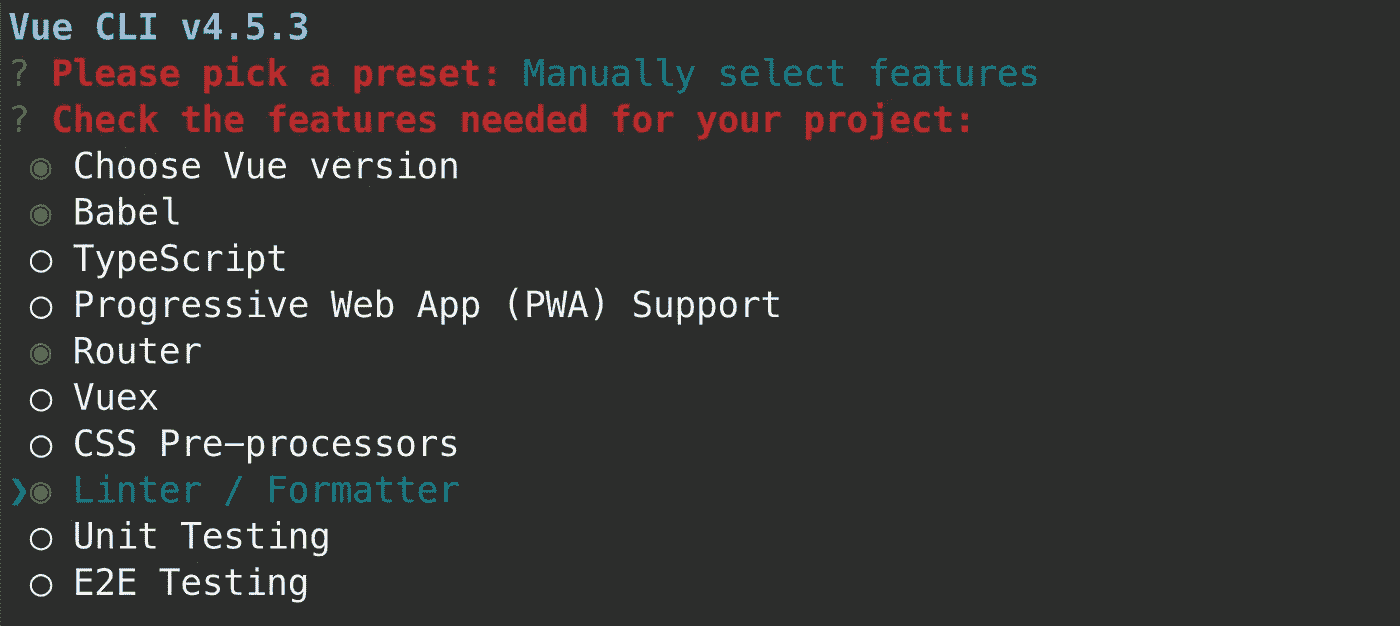 Vue CLI v4.5.3
? Please pick a preset: Manually select features
? Check the features needed for your project:
◉ Choose Vue version
◉ Babel
◯ TypeScript
◯ Progressive Web App (PWA) Support
◉ Router
◯ Vuex
◯ CSS Pre-processors
❯◉ Linter / Formatter
◯ Unit Testing
◯ E2E Testing